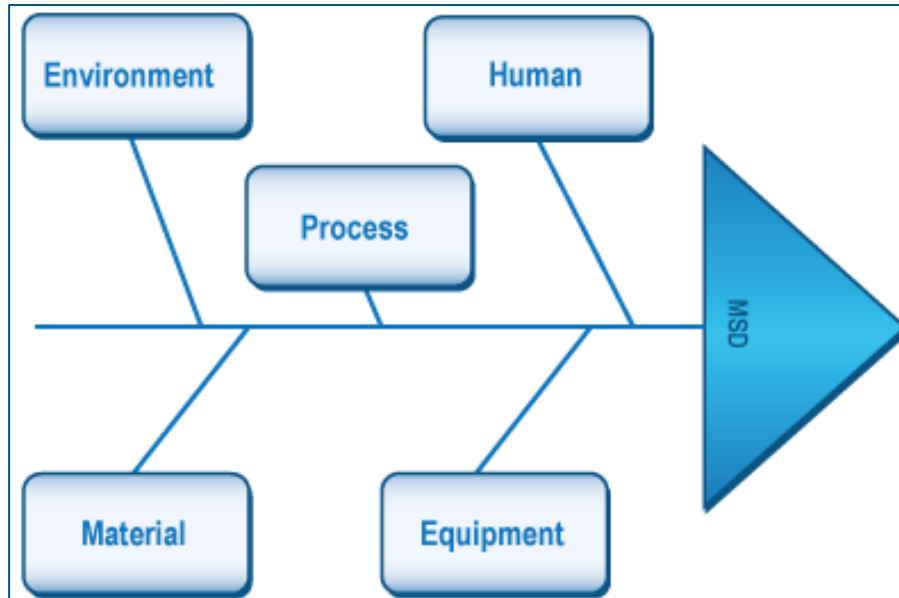 Environment
Human
Process
MSD
Material
Equipment